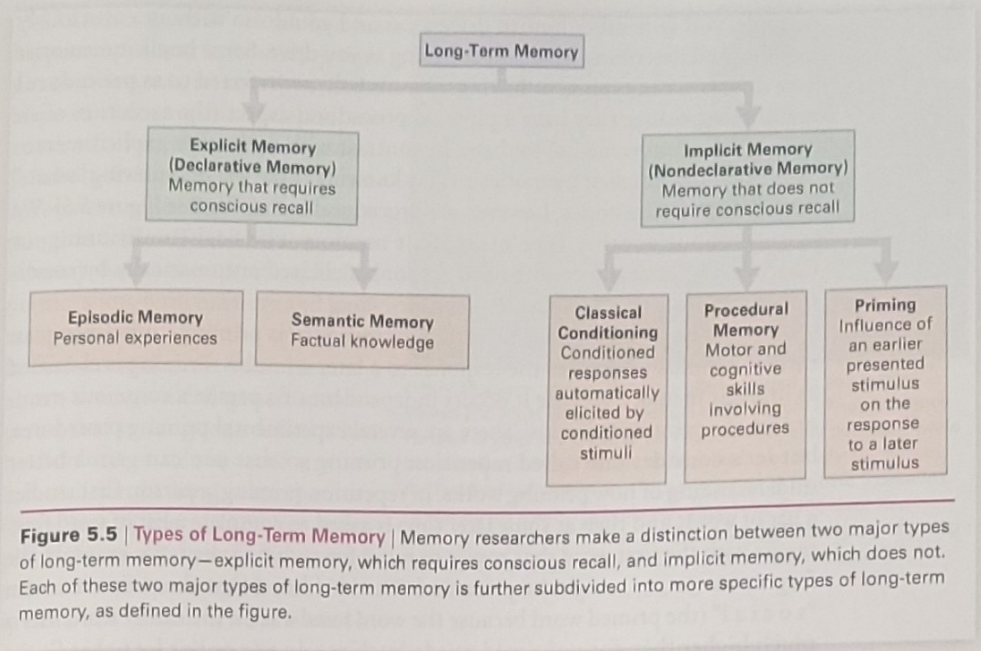 Long-Term Memory
Explicit Memory
(Declarative Memory)
Memory that requires
conscious recall
Implicit Memory
(Nondeclarative Memory)
Memory that does not
require conscious recall
Episodic Memory
Personal experiences
Semantic Memory
Factual knowledge
Classical
Conditioning
Conditioned
responses
automatically
elicited by
conditioned
stimuli
Procedural
Memory
Motor and
cognitive
skills
involving
procedures
Priming
Influence of
an earlier
presented
stimulus
on the
response
to a later
stimulus
Figure 5.5 | Types of Long-Term Memory | Memory researchers make a distinction between two major types
of long-term memory—explicit memory, which requires conscious recall, and implicit memory, which does not.
Each of these two major types of long-term memory is further subdivided into more specific types of long-term
memory, as defined in the figure.